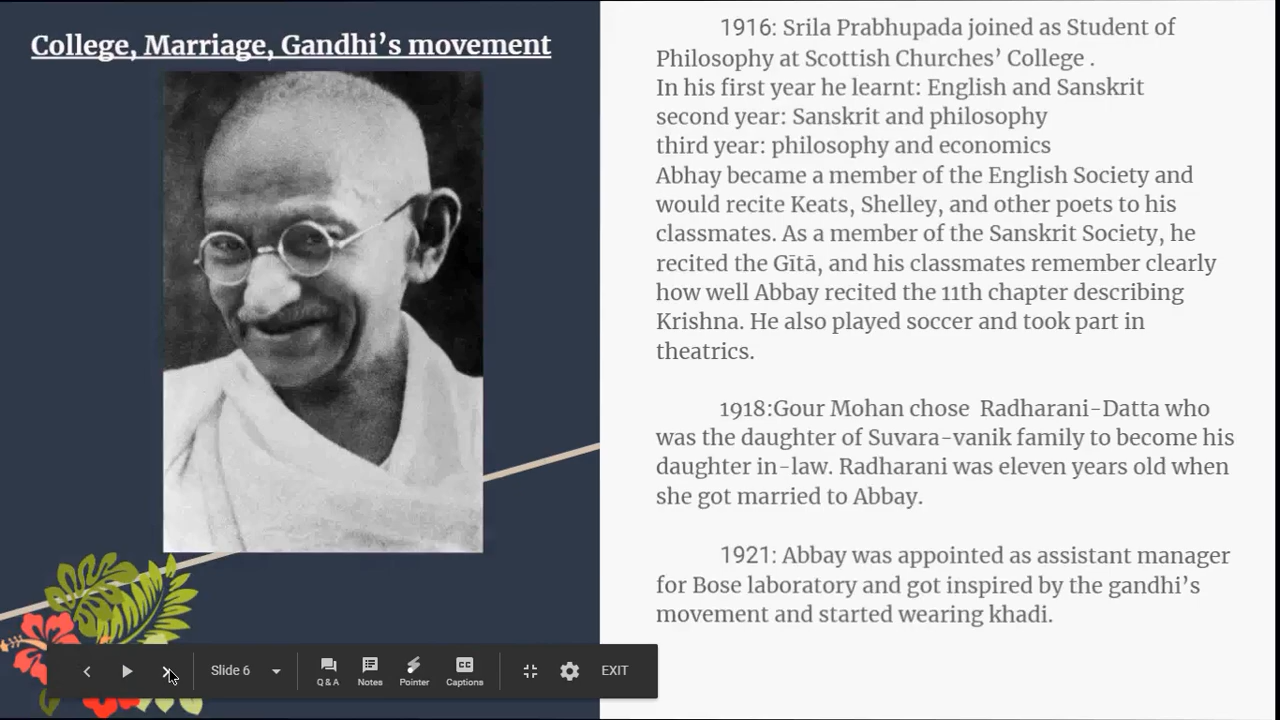 College, Marriage, Gandhi’s movement
1916: Srila Prabhupada joined as Student of
Philosophy at Scottish Churches’ College .
In his first year he learnt: English and Sanskrit
second year: Sanskrit and philosophy
third year: philosophy and economics
Abhay became a member of the English Society and
would recite Keats, Shelley, and other poets to his
classmates. As a member of the Sanskrit Society, he
recited the Gītā, and his classmates remember clearly
how well Abbay recited the 11th chapter describing
Krishna. He also played soccer and took part in
theatrics.
1918:Gour Mohan chose  Radharani-Datta who
was the daughter of Suvara-vanik family to become his
daughter in-law. Radharani was eleven years old when
she got married to Abbay.
1921: Abbay was appointed as assistant manager
for Bose laboratory and got inspired by the gandhi’s
movement and started wearing khadi.
Slide 6
Q & A
Notes
Pointer
CC
Captions
EXIT